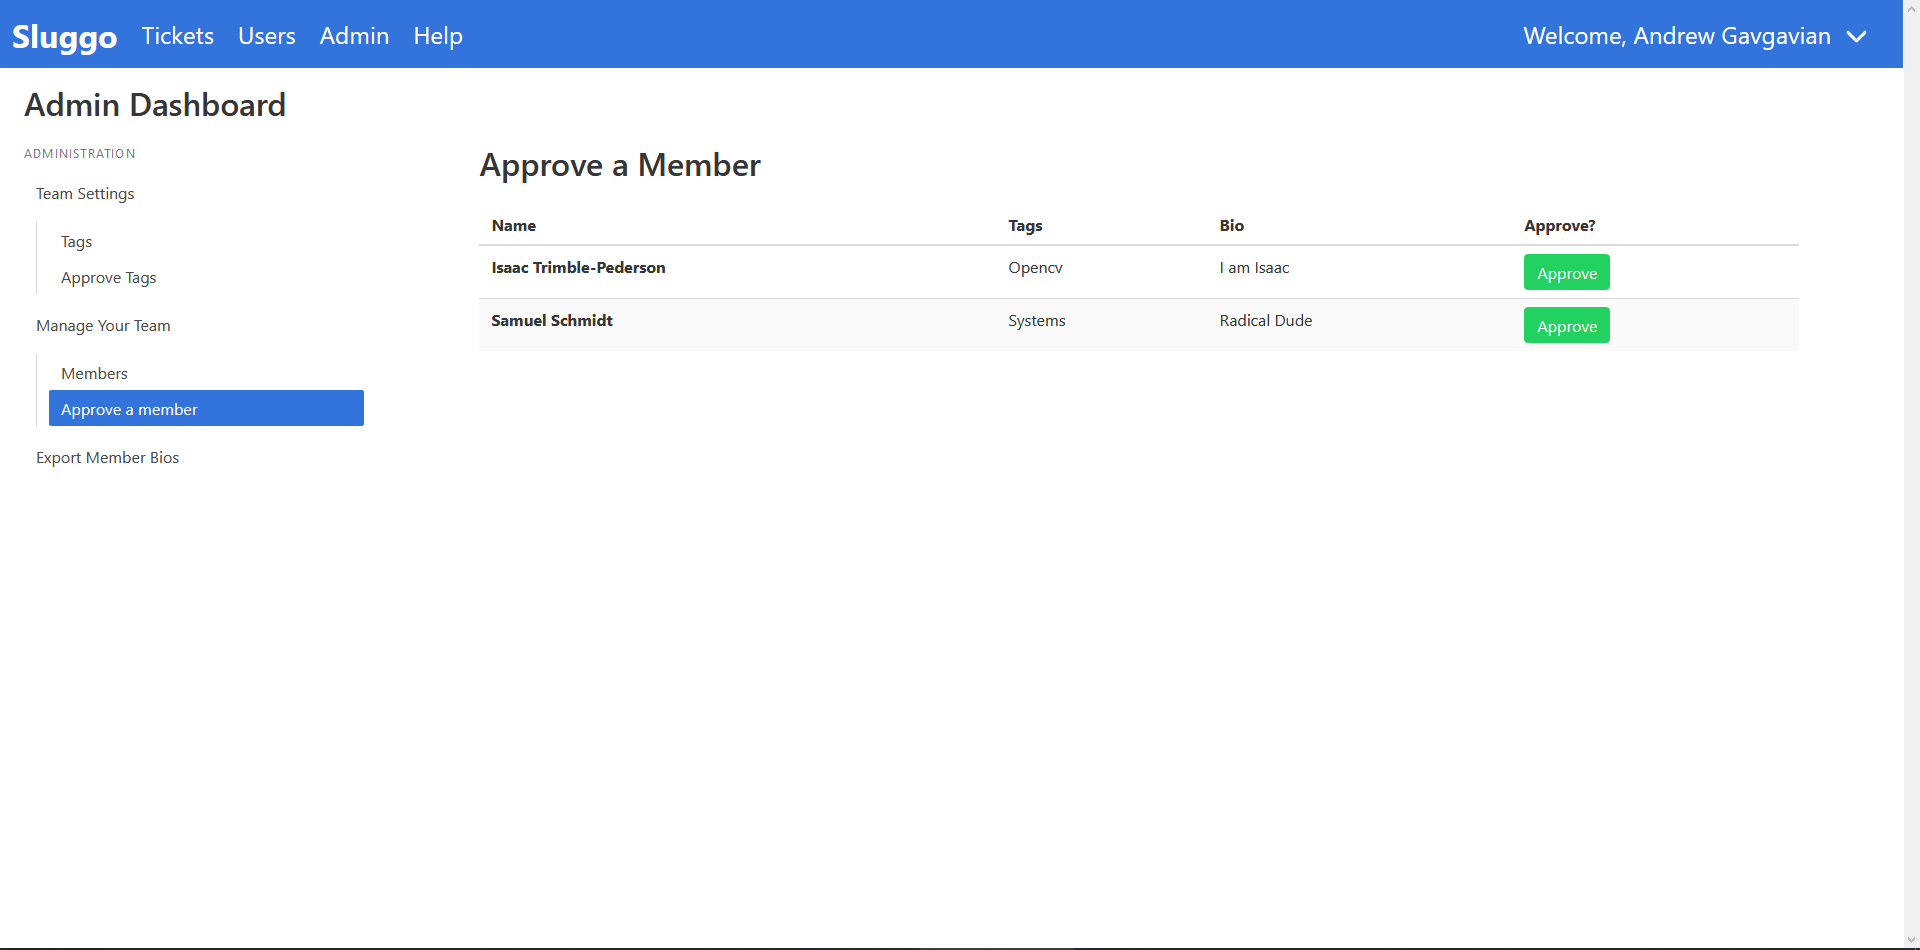 Sluggo Tickets Users Admin Help Welcome, Andrew Gavgavian
Admin Dashboard
ADMINISTRATION
Team Settings
Tags
Approve Tags
Manage Your Team
Members
Approve a member
Export Member Bios
Approve a Member
Name Tags Bio Approve?
Isaac Trimble-Pederson Opencv I am Isaac Approve
Samuel Schmidt Systems Radical Dude Approve